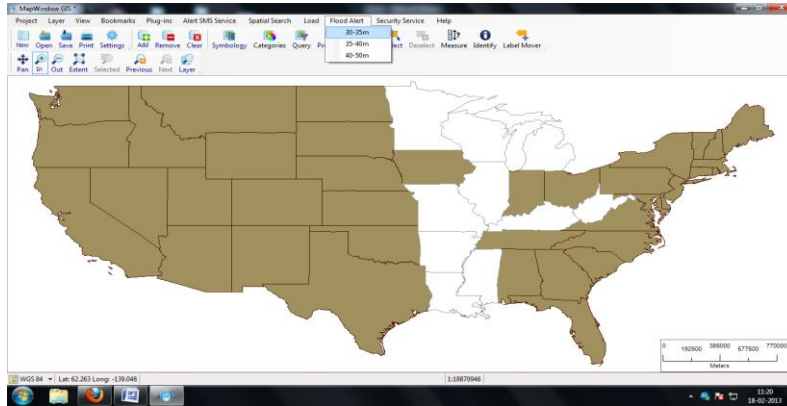 MapWindow GIS *
Project Layer View Bookmarks Plug-ins Alert SMS Service Spatial Search Load Flood Alert Security Service Help
30-35m
35-40m
40-50m
New Open Save Print Settings Add Remove Clear Symbology Categories Query Deselect Measure Identify Label Mover
Pan In Out Extent Selected Previous Next Layer
0 192500 385000 577500 770000
Meters
WGS 84 Lat: 62.263 Long: -139.048 1:18870946
11:20
18-02-2013